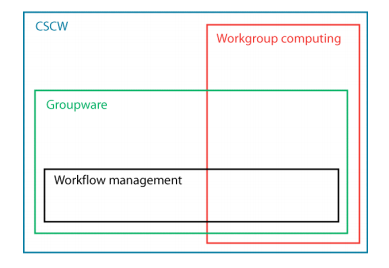 CSCW
Workgroup computing
Groupware
Workflow management